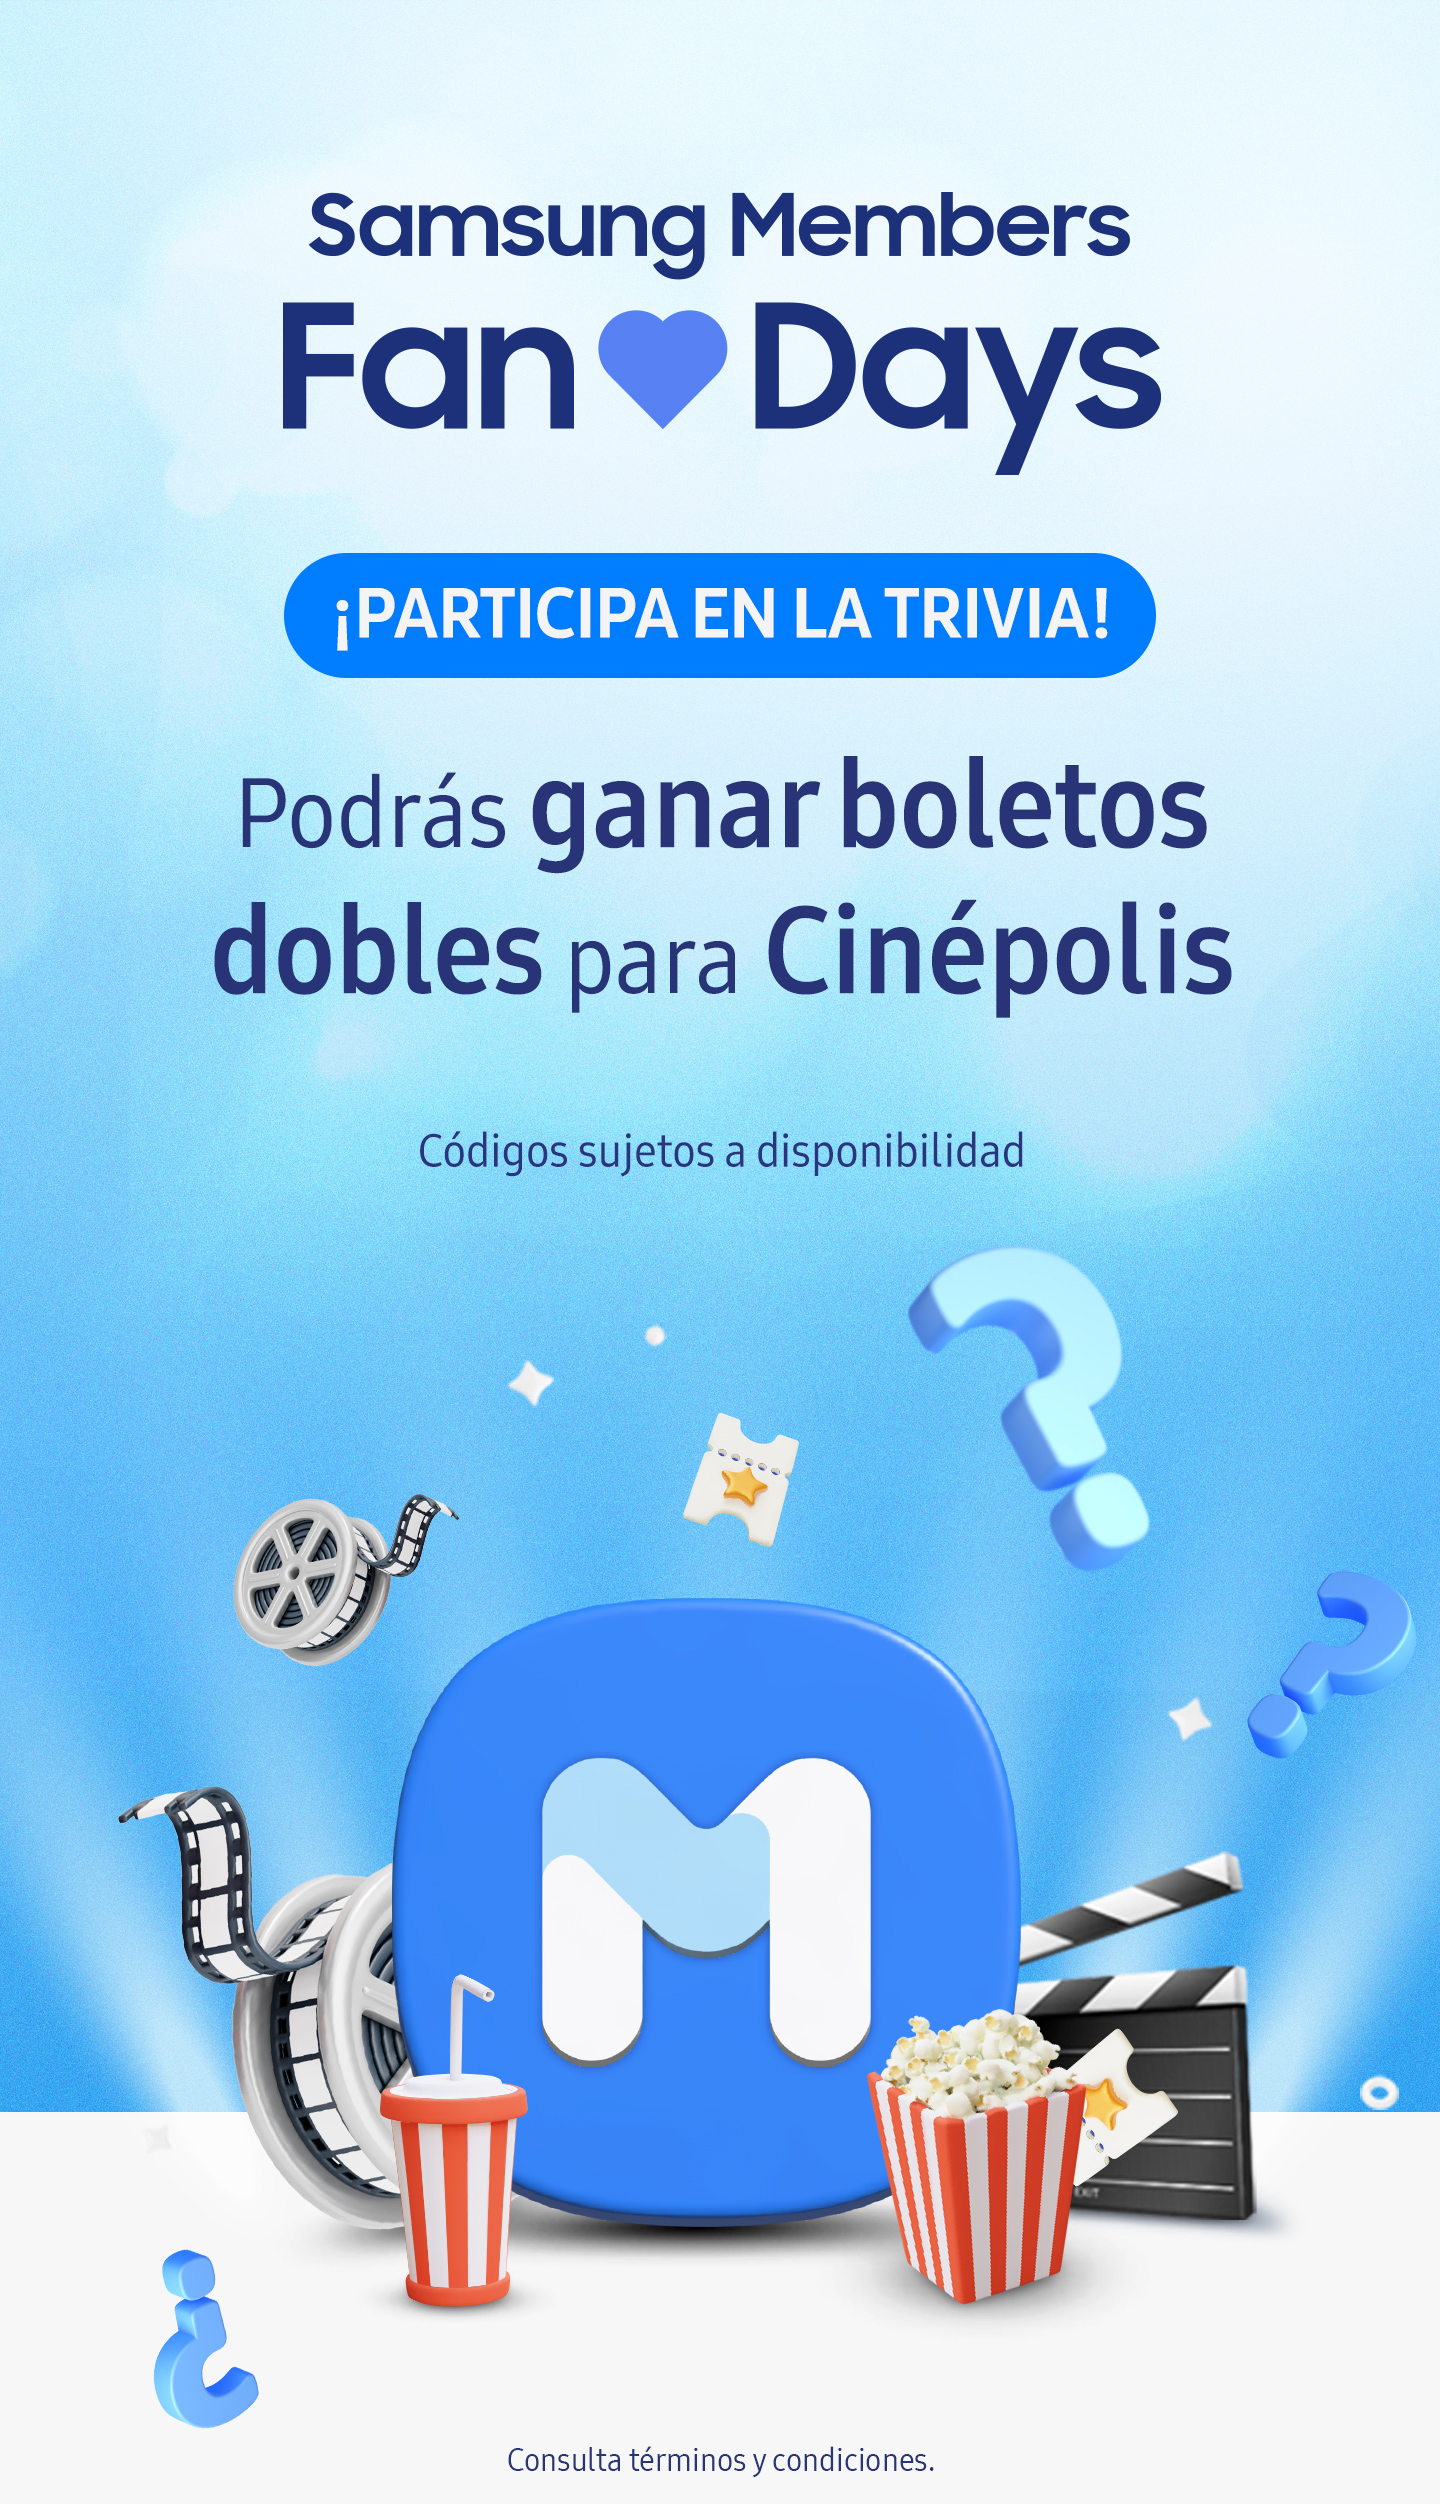 Samsung Members
Fan Days
¡PARTICIPA EN LA TRIVIA!
Podrás ganar boletos
dobles para Cinépolis
Códigos sujetos a disponibilidad
M
EXIT
Consulta términos y condiciones.